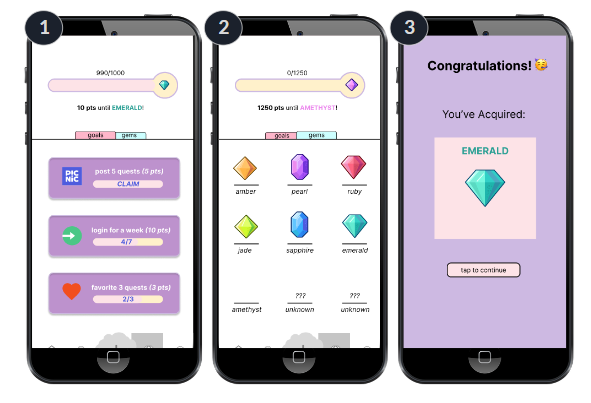 1
990/1000
10 pts until EMERALD!
goals gems
PIC
NIC
post 5 quests (5 pts)
CLAIM
login for a week (10 pts)
4/7
favorite 3 quests (3 pts)
2/3
2
0/1250
1250 pts until AMETHYST!
goals gems
amber pearl ruby
jade sapphire emerald
??? ???
amethyst unknown unknown
3
Congratulations! 🥳
You've Acquired:
EMERALD
tap to continue